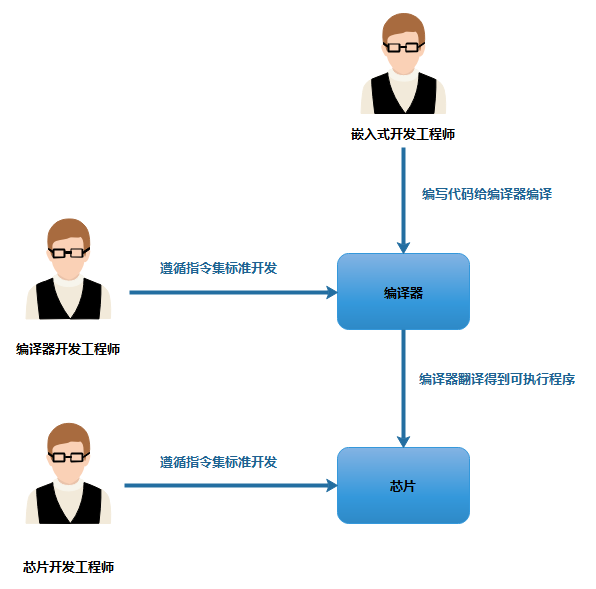 嵌入式开发工程师
编写代码给编译器编译
遵循指令集标准开发
编译器
编译器开发工程师
编译器翻译得到可执行程序
遵循指令集标准开发
芯片
芯片开发工程师